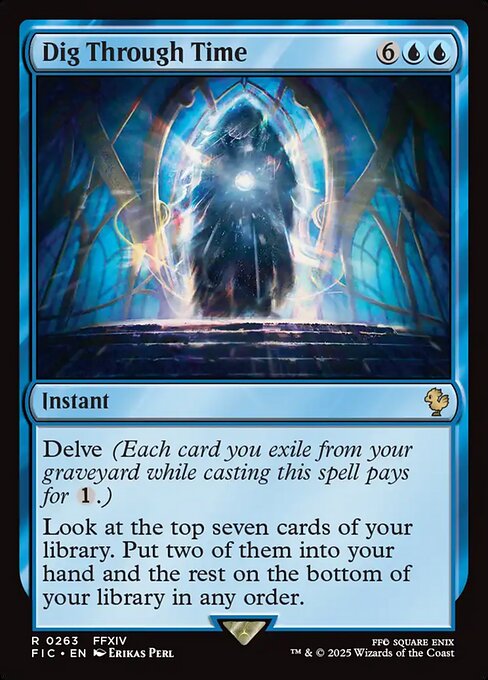 Dig Through Time 6
Instant
Delve (Each card you exile from your
graveyard while casting this spell pays
for 1.)
Look at the top seven cards of your
library. Put two of them into your
hand and the rest on the bottom of
your library in any order.
R 0263 FFXIV
FIC • EN Erikas Perl
FF© SQUARE ENIX
™ & © 2025 Wizards of the Coast